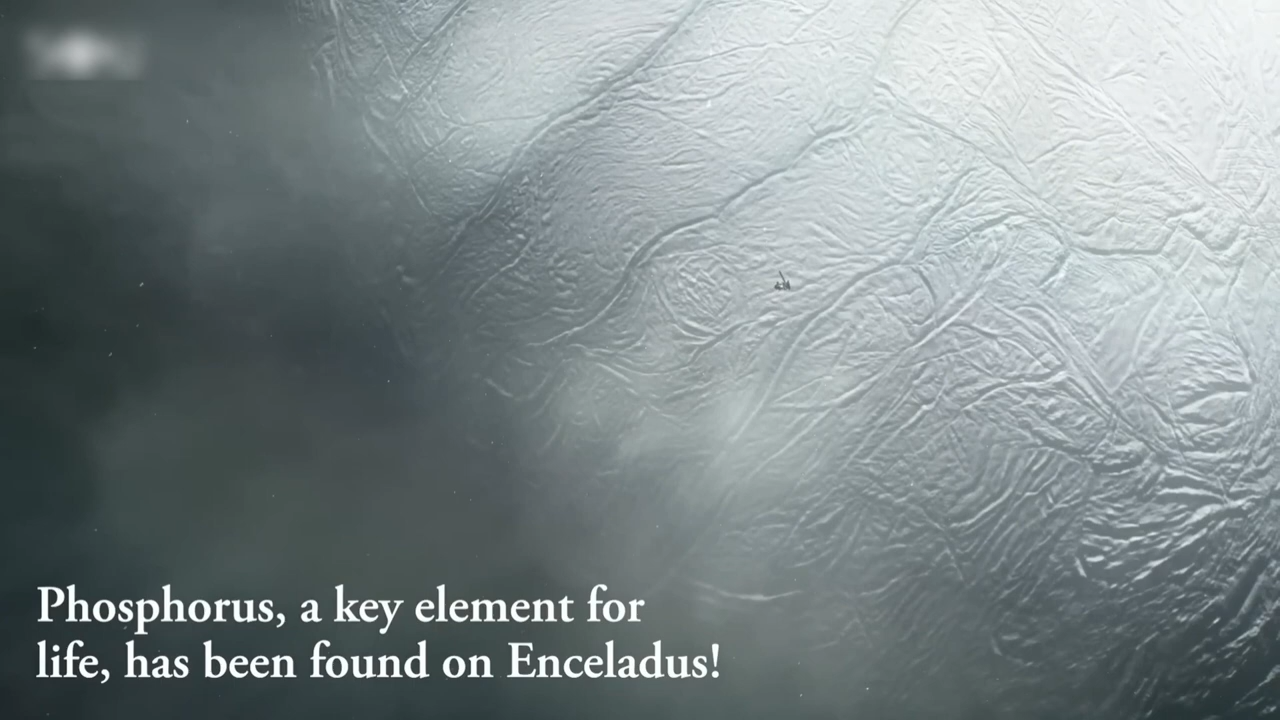 Phosphorus, a key element for
life, has been found on Enceladus!